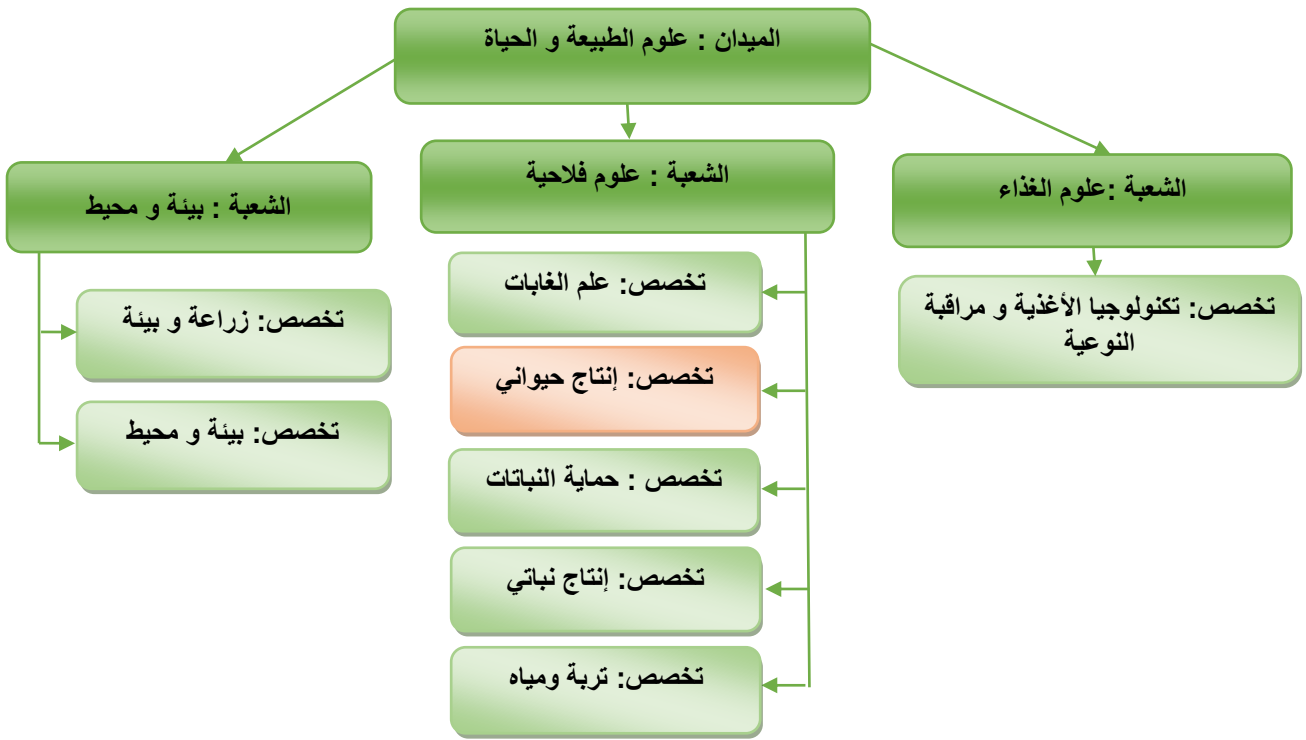 الميدان : علوم الطبيعة و الحياة
الشعبة :علوم الغذاء
تخصص: تكنولوجيا الأغذية و مراقبة
النوعية
الشعبة : علوم فلاحية
تخصص: علم الغابات
تخصص: إنتاج حيواني
تخصص : حماية النباتات
تخصص: إنتاج نباتي
تخصص: تربة ومياه
الشعبة : بيئة و محيط
تخصص: زراعة و بيئة
تخصص: بيئة و محيط